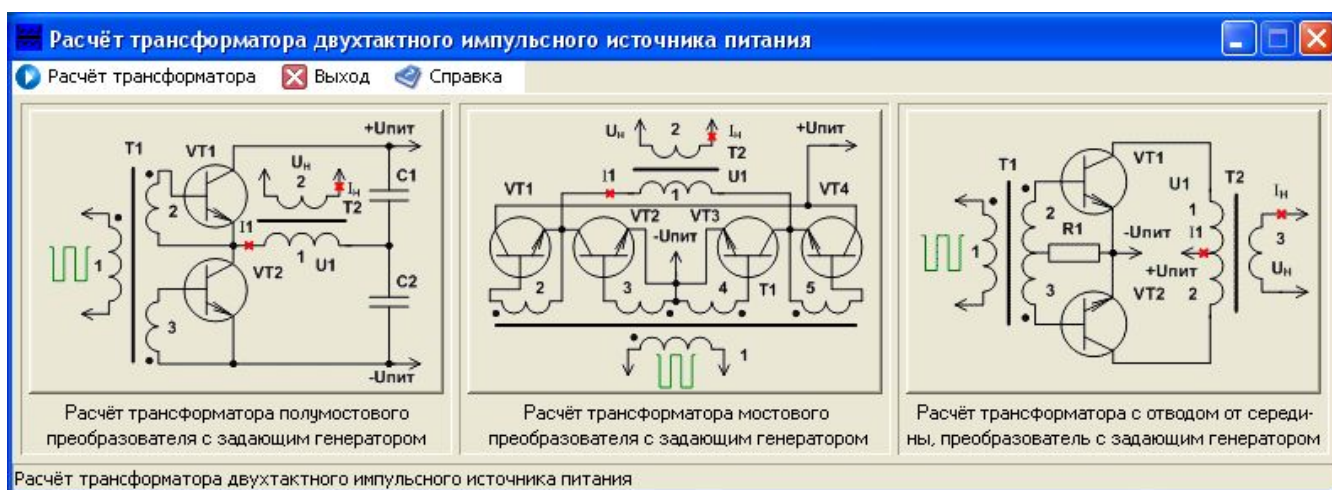 Расчёт трансформатора двухтактного импульсного источника питания
Расчёт трансформатора Выход Справка
+Uпит
T1
VT1
Uн
2
Iн
C1
T2
2
I1
1
1
U1
VT2
C2
3
-Uпит
Uн
2
Iн
+Uпит
T2
I1
U1
1
VT1
VT2
VT3
VT4
-Uпит
2
3
4
T1
5
1
VT1
T1
U1
T2
Iн
2
1
R1
-Uпит
I1
3
1
+Uпит
Uн
3
VT2
2
Расчёт трансформатора полумостового
преобразователя с задающим генератором
Расчёт трансформатора мостового
преобразователя с задающим генератором
Расчёт трансформатора с отводом от середи-
ны, преобразователь с задающим генератором
Расчёт трансформатора двухтактного импульсного источника питания